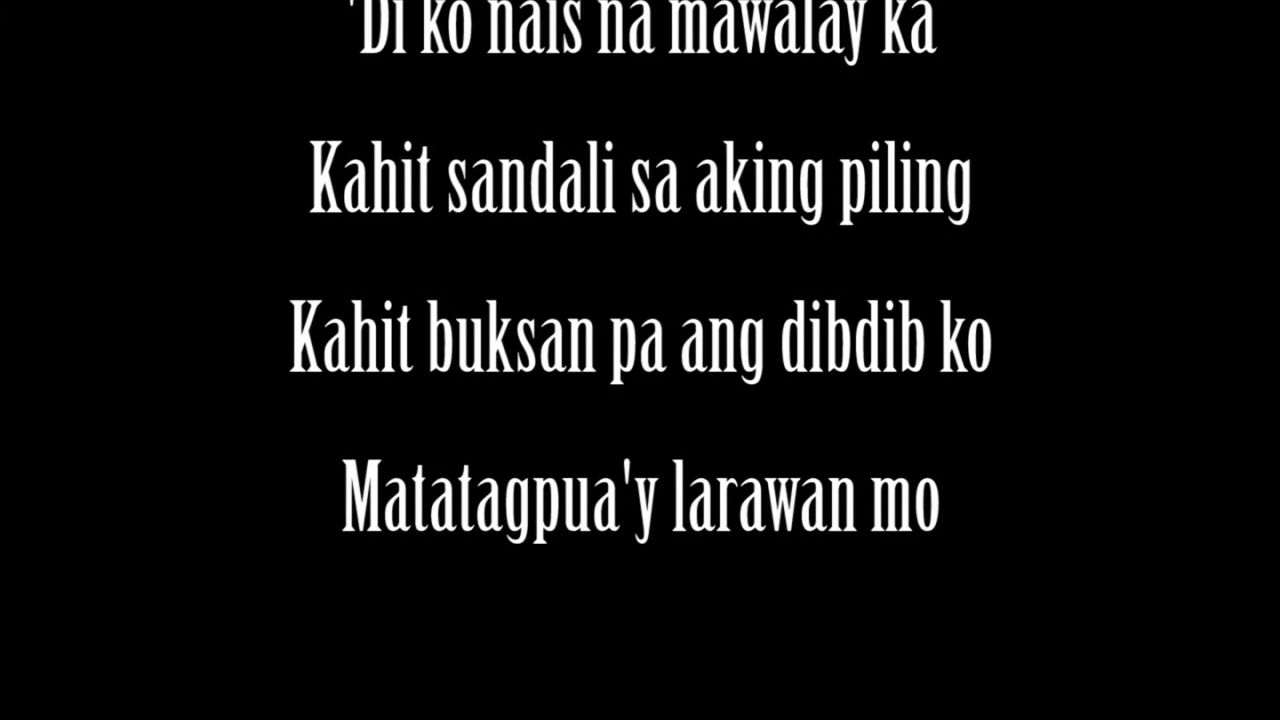 'Di ko nais na mawalay ka
Kahit sandali sa aking piling
Kahit buksan pa ang dibdib ko
Matatagpua'y larawan mo